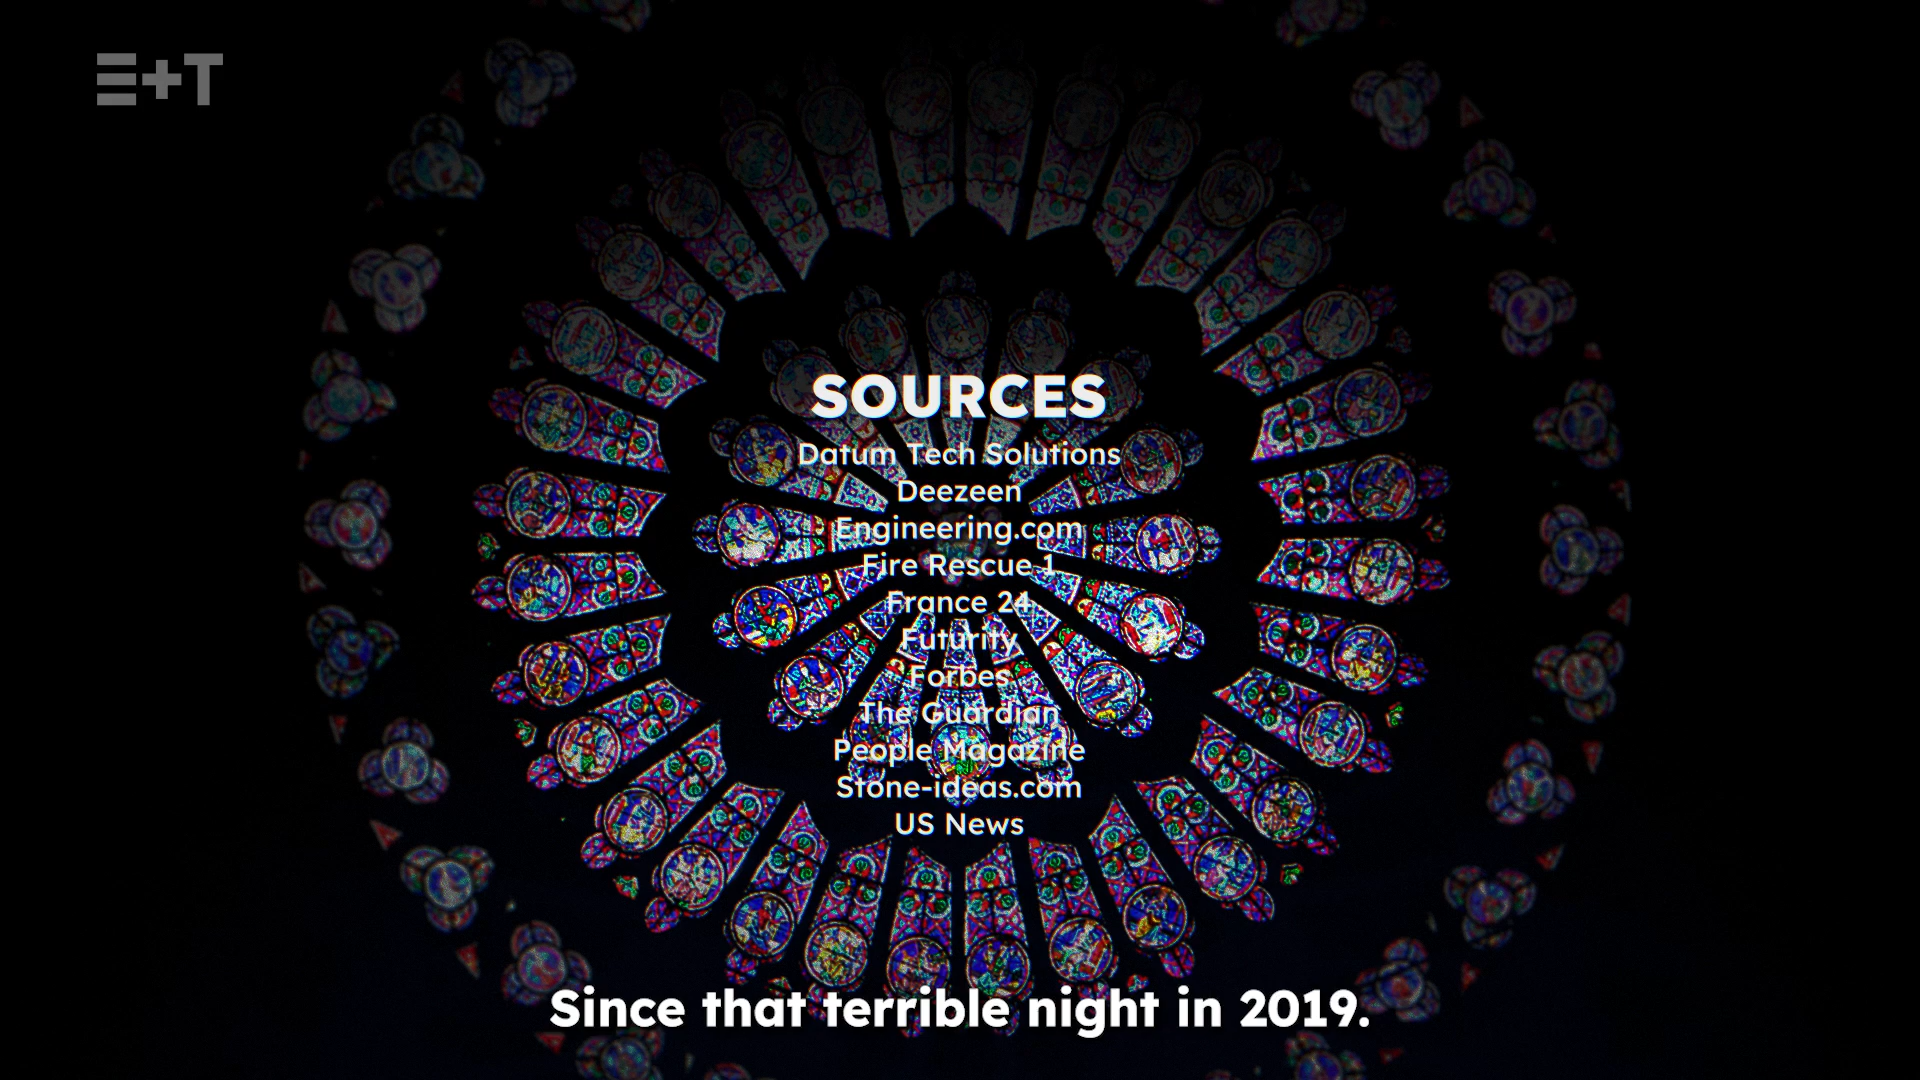 E+T
SOURCES
Datum Tech Solutions
Deezeen
Engineering.com
Fire Rescue 1
France 24
Futurity
Forbes
The Guardian
People Magazine
Stone-ideas.com
US News
Since that terrible night in 2019.